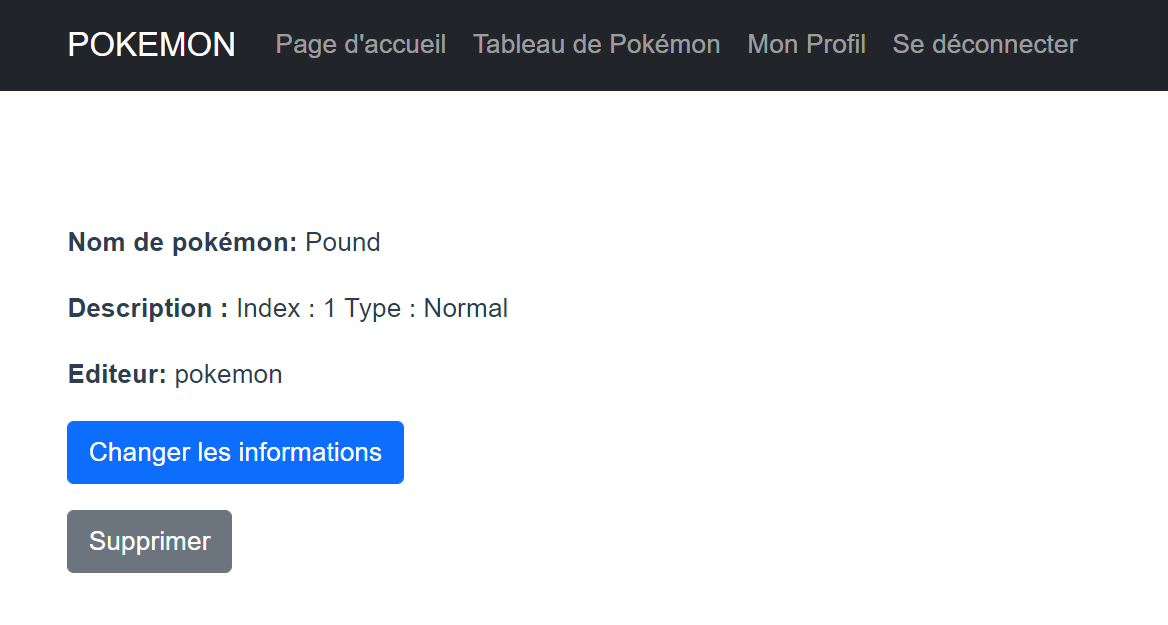 POKEMON Page d'accueil Tableau de Pokémon Mon Profil Se déconnecter
Nom de pokémon: Pound
Description : Index : 1 Type : Normal
Editeur: pokemon
Changer les informations
Supprimer